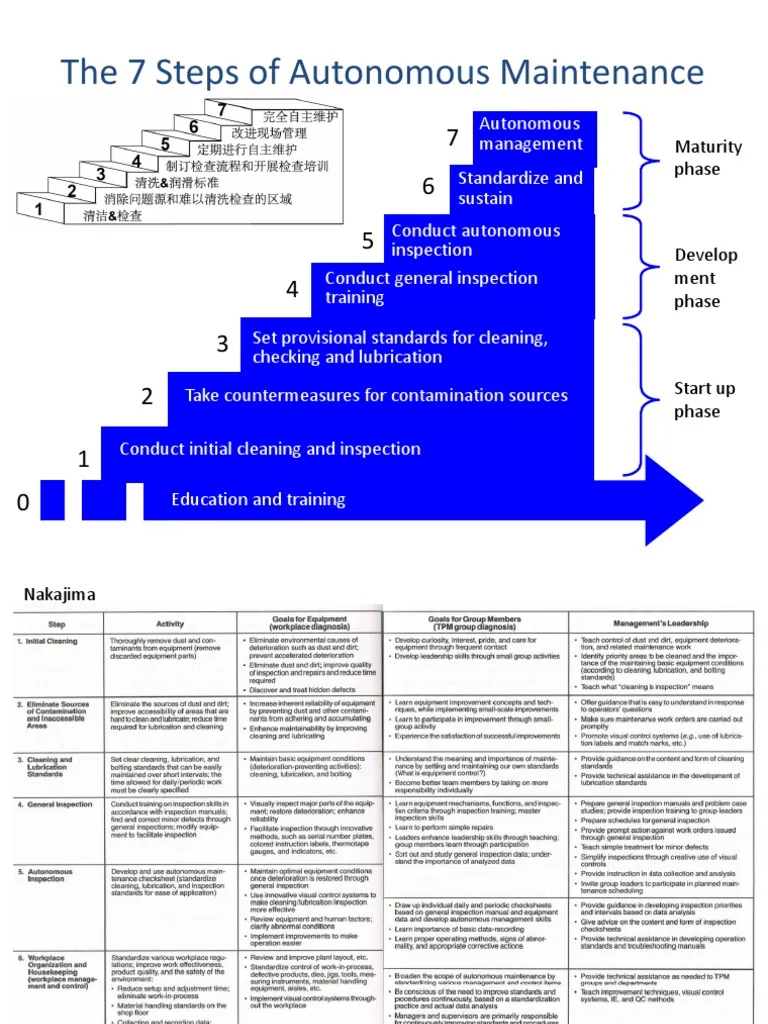 The 7 Steps of Autonomous Maintenance
7
完全自主维护
6
改进现场管理
5
定期进行自主维护
4
制订检查流程和开展检查培训
3
清洗&润滑标准
2
消除问题源和难以清洗检查的区域
1
清洁&检查
7
Autonomous
management
6
Standardize and
sustain
5
Conduct autonomous
inspection
4
Conduct general inspection
training
3
Set provisional standards for cleaning,
checking and lubrication
2
Take countermeasures for contamination sources
1
Conduct initial cleaning and inspection
0
Education and training
Maturity
phase
Develop
ment
phase
Start up
phase
Nakajima
Step
Activity
Goals for Equipment
(workplace diagnosis)
Goals for Group Members
(TPM group diagnosis)
Management's Leadership
1. Initial Cleaning
Thoroughly remove dust and con-
taminants from equipment (remove
discarded equipment parts)
• Eliminate environmental causes of
deterioration such as dust and dirt;
prevent accelerated deterioration
• Eliminate dust and dirt; improve quality
of inspection and repairs and reduce time
required
• Discover and treat hidden defects
• Develop curiosity, interest, pride, and care for
equipment through frequent contact
• Develop leadership skills through small group activities
• Teach control of dust and dirt, equipment deteriora-
tion, and related maintenance work
• Identify priority areas to be cleaned and the impor-
tance of the maintaining basic equipment conditions
(according to cleaning, lubrication, and bolting
standards)
• Teach what "cleaning is inspection" means
2. Eliminate Sources
of Contamination
and Inaccessible
Areas
Eliminate the sources of dust and dirt;
improve accessibility of areas that are
hard to clean and lubricate; reduce time
required for lubrication and cleaning
• Increase inherent reliability of equipment
by preventing dust and other contami-
nants from adhering and accumulating
• Enhance maintainability by improving
cleaning and lubricating
• Learn equipment improvement concepts and tech-
niques, while implementing small-scale improvements
• Learn to participate in improvement through small-
group activity
• Experience the satisfaction of successful improvements
• Offer guidance that is easy to understand in response
to operators' questions
• Make sure maintenance work orders are carried out
promptly
• Promote visual control systems (e.g., use of lubrica-
tion labels and match marks, etc.)
3. Cleaning and
Lubrication
Standards
Set clear cleaning, lubrication, and
bolting standards that can be easily
maintained over short intervals; the
time allowed for daily/periodic work
must be clearly specified
• Maintain basic equipment conditions
(deterioration-preventing activities):
cleaning, lubrication, and bolting
• Understand the meaning and importance of mainte-
nance by setting and maintaining our own standards
(What is equipment control?)
• Become better team members by taking on more
responsibility individually
• Provide guidance on the content and form of cleaning
standards
• Provide technical assistance in the development of
lubrication standards
4. General Inspection
Conduct training on inspection skills in
accordance with inspection manuals;
find and correct minor defects through
general inspections; modify equip-
ment to facilitate inspection
• Visually inspect major parts of the equip-
ment; restore deterioration; enhance
reliability
• Facilitate inspection through innovative
methods, such as serial number plates,
colored instruction labels, thermotape
gauges, and indicators, etc.
• Learn equipment mechanisms, functions, and inspec-
tion criteria through inspection training; master
inspection skills
• Learn to perform simple repairs
• Leaders enhance leadership skills through teaching;
group members learn through participation
• Sort out and study general inspection data; under-
stand the importance of analyzed data
• Prepare general inspection manuals and problem case
studies; provide inspection training to group leaders
• Prepare schedules for general inspection
• Provide prompt action against work orders issued
through general inspection
• Teach simple treatment for minor defects
• Simplify inspections through creative use of visual
controls
• Provide instruction in data collection and analysis
• Invite group leaders to participate in planned main-
tenance scheduling
5. Autonomous
Inspection
Develop and use autonomous main-
tenance checksheet (standardize
cleaning, lubrication, and inspection
standards for ease of application)
• Maintain optimal equipment conditions
once deterioration is restored through
general inspection
• Use innovative visual control systems to
make cleaning/lubrication/inspection
more effective
• Review equipment and human factors;
clarify abnormal conditions
• Implement improvements to make
operation easier
• Draw up individual daily and periodic checksheets
based on general inspection manual and equipment
data and develop autonomous management skills
• Learn importance of basic data-recording
• Learn proper operating methods, signs of abnor-
mality, and appropriate corrective actions
• Provide guidance in developing inspection priorities
and intervals based on data analysis
• Give advice on the content and form of inspection
checksheets
• Provide technical assistance in developing operation
standards and troubleshooting manuals
6. Workplace
Organization and
Housekeeping
(workplace manage-
ment and control)
Standardize various workplace regu-
lations; improve work effectiveness,
product quality, and the safety of the
environment:
• Reduce setup and adjustment time;
eliminate work-in-process
• Material handling standards on the
shop floor
• Collecting and recording data;
• Review and improve plant layout, etc.
• Standardize control of work-in-process,
defective products, dies, jigs, tools, mea-
suring instruments, material handling
equipment, aisles, etc.
• Implement visual control systems through-
out the workplace
• Broaden the scope of autonomous maintenance by
standardizing various management and control items
• Be conscious of the need to improve standards and
procedures continuously, based on a standardization
practice and actual data analysis
• Managers and supervisors are primarily responsible
for continuously improving standards and procedures
• Provide technical assistance as needed to TPM
groups and departments
• Teach improvement techniques, visual control
systems, IE, and QC methods